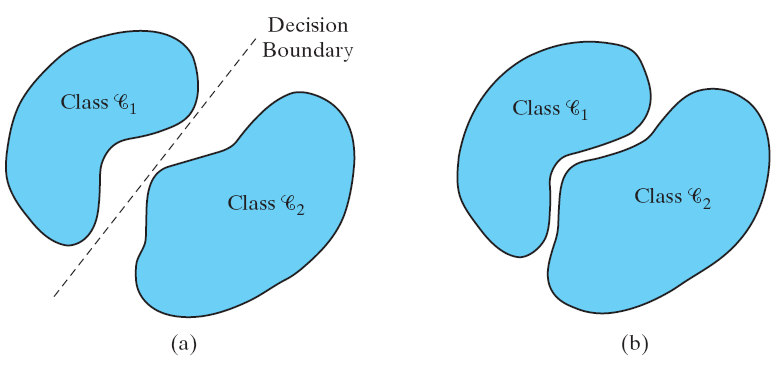 Decision
Boundary
Class 𝒞1
Class 𝒞2
(a)
Class 𝒞1
Class 𝒞2
(b)